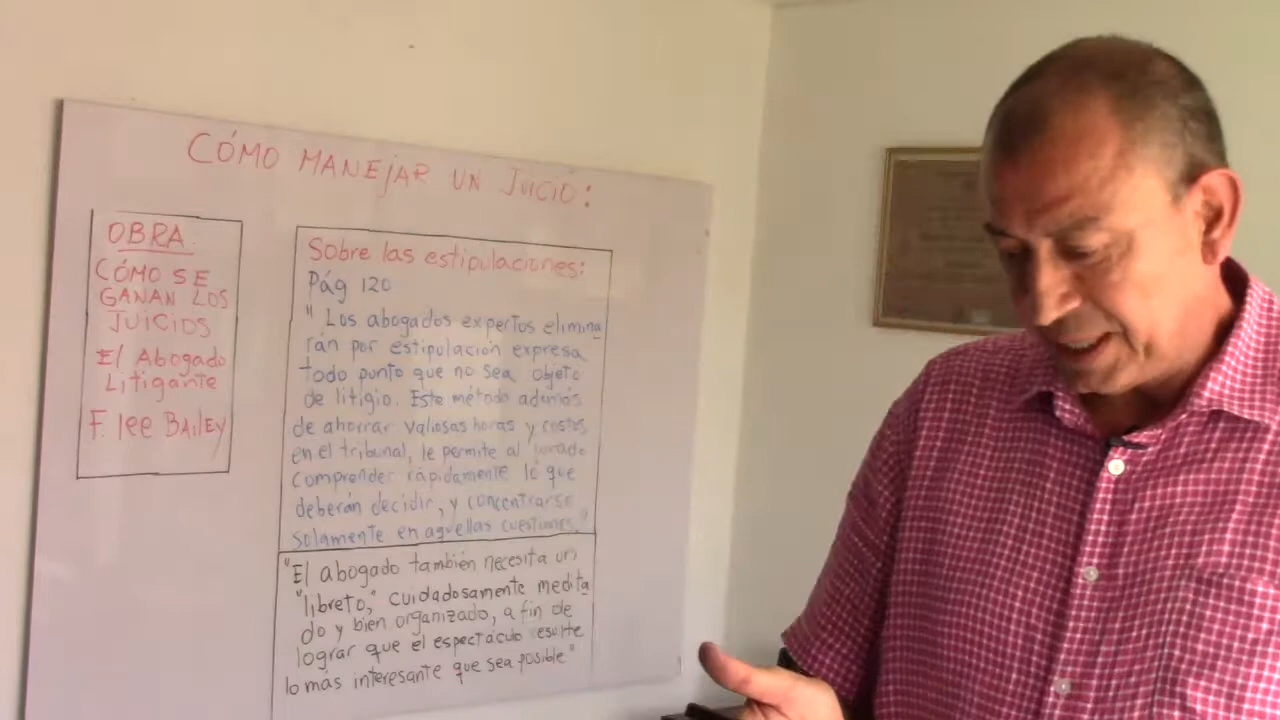 CÓMO MANEJAR UN JUICIO:
OBRA
CÓMO SE
GANAN LOS
JUICIOS
El Abogado
Litigante
F. lee BAILEY
Sobre las estipulaciones:
Pág 120
" Los abogados expertos elimina
rán por estipulación expresa
todo punto que no sea objeto
de litigio. Este método además
de ahorrar valiosas horas y costos
en el tribunal, le permite al jurado
comprender rápidamente lo que
deberán decidir, y concentrarse
solamente en aquellas cuestiones."
"El abogado también necesita un
"libreto," cuidadosamente medita
do y bien organizado, a fin de
lograr que el espectáculo resulte
lo más interesante que sea posible"